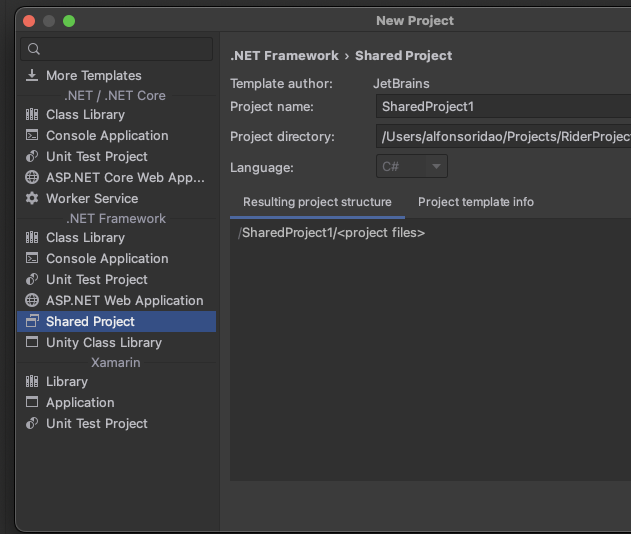 New Project
More Templates
.NET / .NET Core
Class Library
Console Application
Unit Test Project
ASP.NET Core Web App...
Worker Service
.NET Framework
Class Library
Console Application
Unit Test Project
ASP.NET Web Application
Shared Project
Unity Class Library
Xamarin
Library
Application
Unit Test Project
.NET Framework › Shared Project
Template author: JetBrains
Project name: SharedProject1
Project directory: /Users/alfonsoridao/Projects/RiderProject
Language: C#
Resulting project structure Project template info
/SharedProject1/<project files>